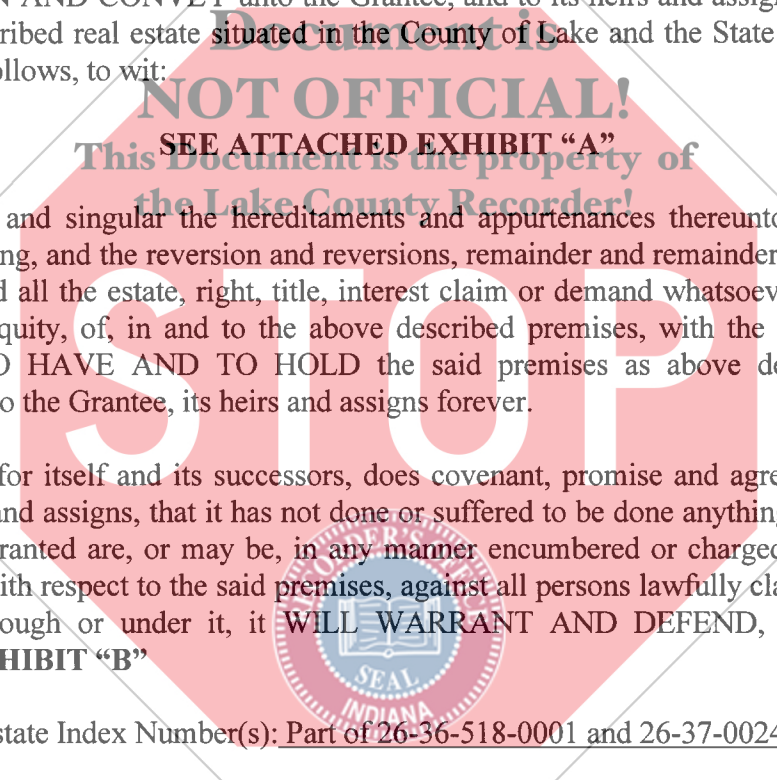 AND CONVEY unto the Grantee, and to its heirs and assig
Document is
ribed real estate situated in the County of Lake and the State
ollows, to wit:
NOT OFFICIAL!
SEE ATTACHED EXHIBIT “A”
This Document is the property of
the Lake County Recorder!
and singular the hereditaments and appurtenances thereunto
ng, and the reversion and reversions, remainder and remainder
d all the estate, right, title, interest claim or demand whatsoev
quity, of, in and to the above described premises, with the
O HAVE AND TO HOLD the said premises as above de
o the Grantee, its heirs and assigns forever.
STOP
for itself and its successors, does covenant, promise and agre
and assigns, that it has not done or suffered to be done anything
ranted are, or may be, in any manner encumbered or charged
ith respect to the said premises, against all persons lawfully cla
ough or under it, it WILL WARRANT AND DEFEND,
HIBIT “B”
RECORDER'S OFFICE
SEAL
INDIANA
state Index Number(s): Part of 26-36-518-0001 and 26-37-0024